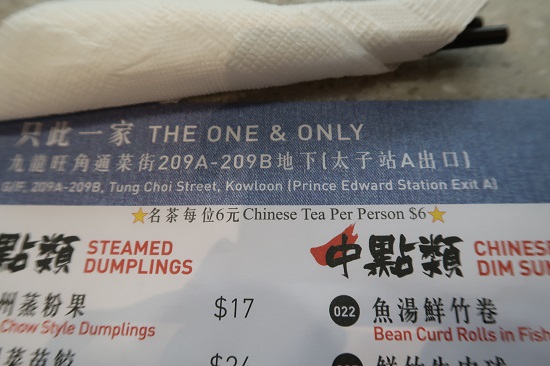 只此一家 THE ONE & ONLY
九龍旺角通菜街209A-209B地下(太子站A出口)
G/F, 209A-209B, Tung Choi Street, Kowloon (Prince Edward Station Exit A)
名茶每位6元 Chinese Tea Per Person $6
點類 STEAMED DUMPLINGS
州蒸粉果 $17
Chow Style Dumplings
中點類 CHINESE DIM SUM
022 魚湯鮮竹卷
Bean Curd Rolls in Fish